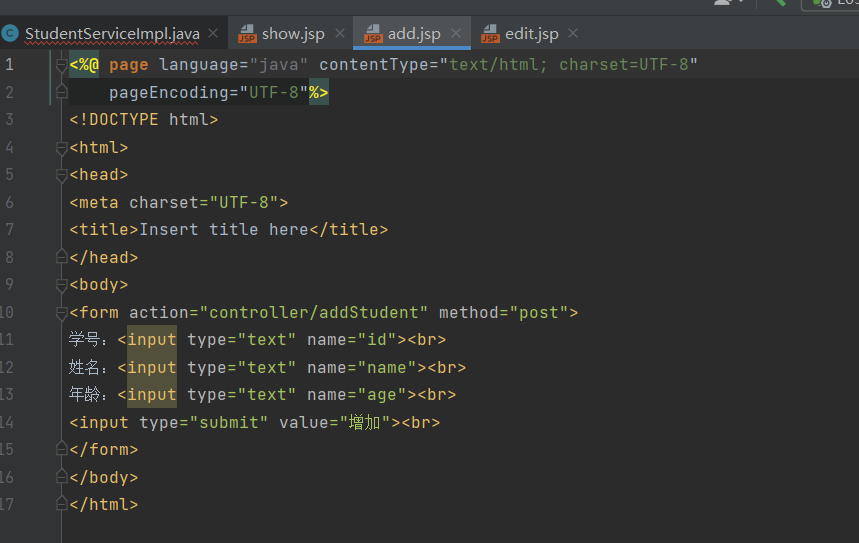 StudentServiceImpl.java × show.jsp × add.jsp × edit.jsp ×
1 <%@ page language="java" contentType="text/html; charset=UTF-8"
2 pageEncoding="UTF-8"%>
3 <!DOCTYPE html>
4 <html>
5 <head>
6 <meta charset="UTF-8">
7 <title>Insert title here</title>
8 </head>
9 <body>
10 <form action="controller/addStudent" method="post">
11 学号：<input type="text" name="id"><br>
12 姓名：<input type="text" name="name"><br>
13 年龄：<input type="text" name="age"><br>
14 <input type="submit" value="增加"><br>
15 </form>
16 </body>
17 </html>